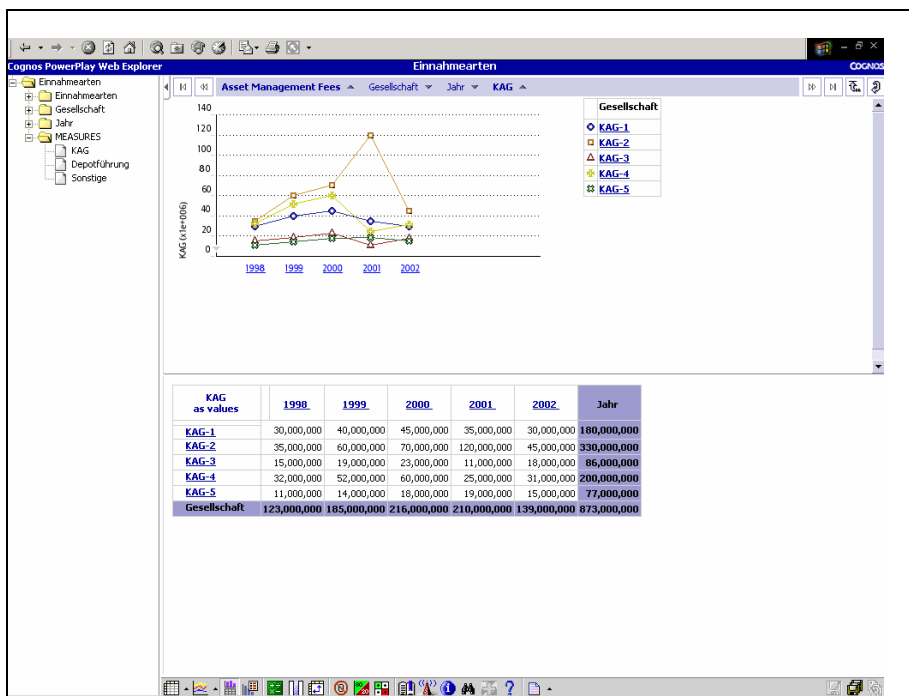 Cognos PowerPlay Web Explorer Einnahmearten COGNOS
Einnahmearten
Einnahmearten
Gesellschaft
Jahr
MEASURES
KAG
Depotführung
Sonstige
Asset Management Fees Gesellschaft Jahr KAG
140
120
100
80
60
40
20
0
KAG (x1e+006)
1998 1999 2000 2001 2002
Gesellschaft
KAG-1
KAG-2
KAG-3
KAG-4
KAG-5
KAG as values 1998 1999 2000 2001 2002 Jahr
KAG-1 30,000,000 40,000,000 45,000,000 35,000,000 30,000,000 180,000,000
KAG-2 35,000,000 60,000,000 70,000,000 120,000,000 45,000,000 330,000,000
KAG-3 15,000,000 19,000,000 23,000,000 11,000,000 18,000,000 86,000,000
KAG-4 32,000,000 52,000,000 60,000,000 25,000,000 31,000,000 200,000,000
KAG-5 11,000,000 14,000,000 18,000,000 19,000,000 15,000,000 77,000,000
Gesellschaft 123,000,000 185,000,000 216,000,000 210,000,000 139,000,000 873,000,000